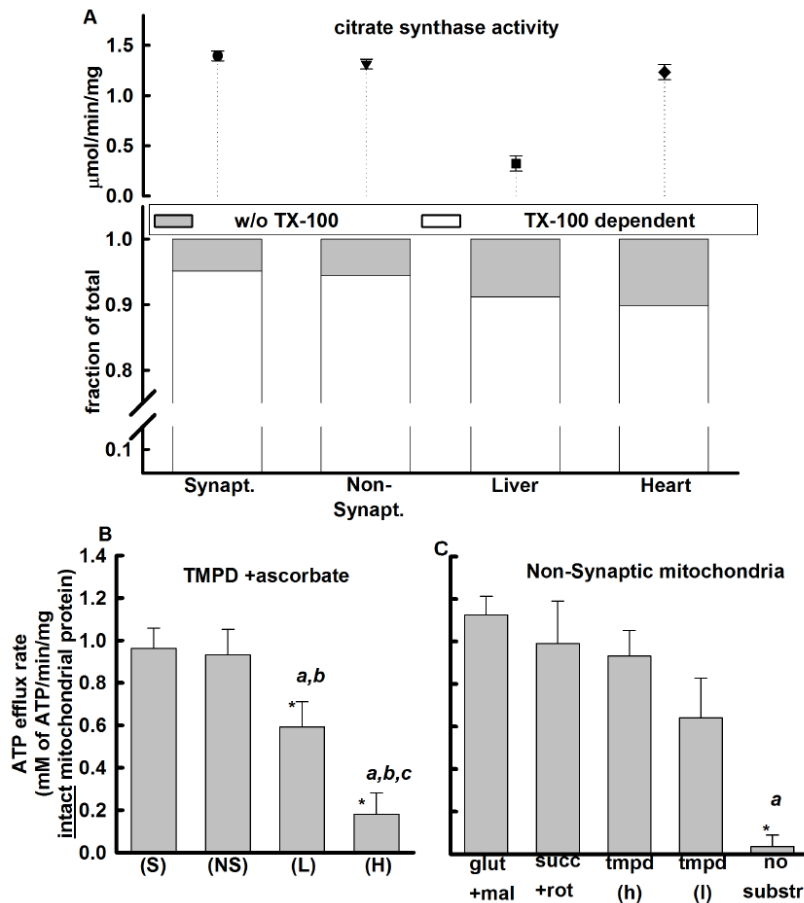 A
citrate synthase activity
µmol/min/mg
1.5
1.0
0.5
0.0
w/o TX-100
TX-100 dependent
fraction of total
1.0
0.9
0.8
0.1
Synapt.
Non-
Synapt.
Liver
Heart
B
TMPD +ascorbate
ATP efflux rate
(mM of ATP/min/mg
intact mitochondrial protein)
1.4
1.2
1.0
0.8
0.6
0.4
0.2
0.0
a,b
*
a,b,c
*
(S)
(NS)
(L)
(H)
C
Non-Synaptic mitochondria
a
*
glut
+mal
succ
+rot
tmpd
(h)
tmpd
(l)
no
substr